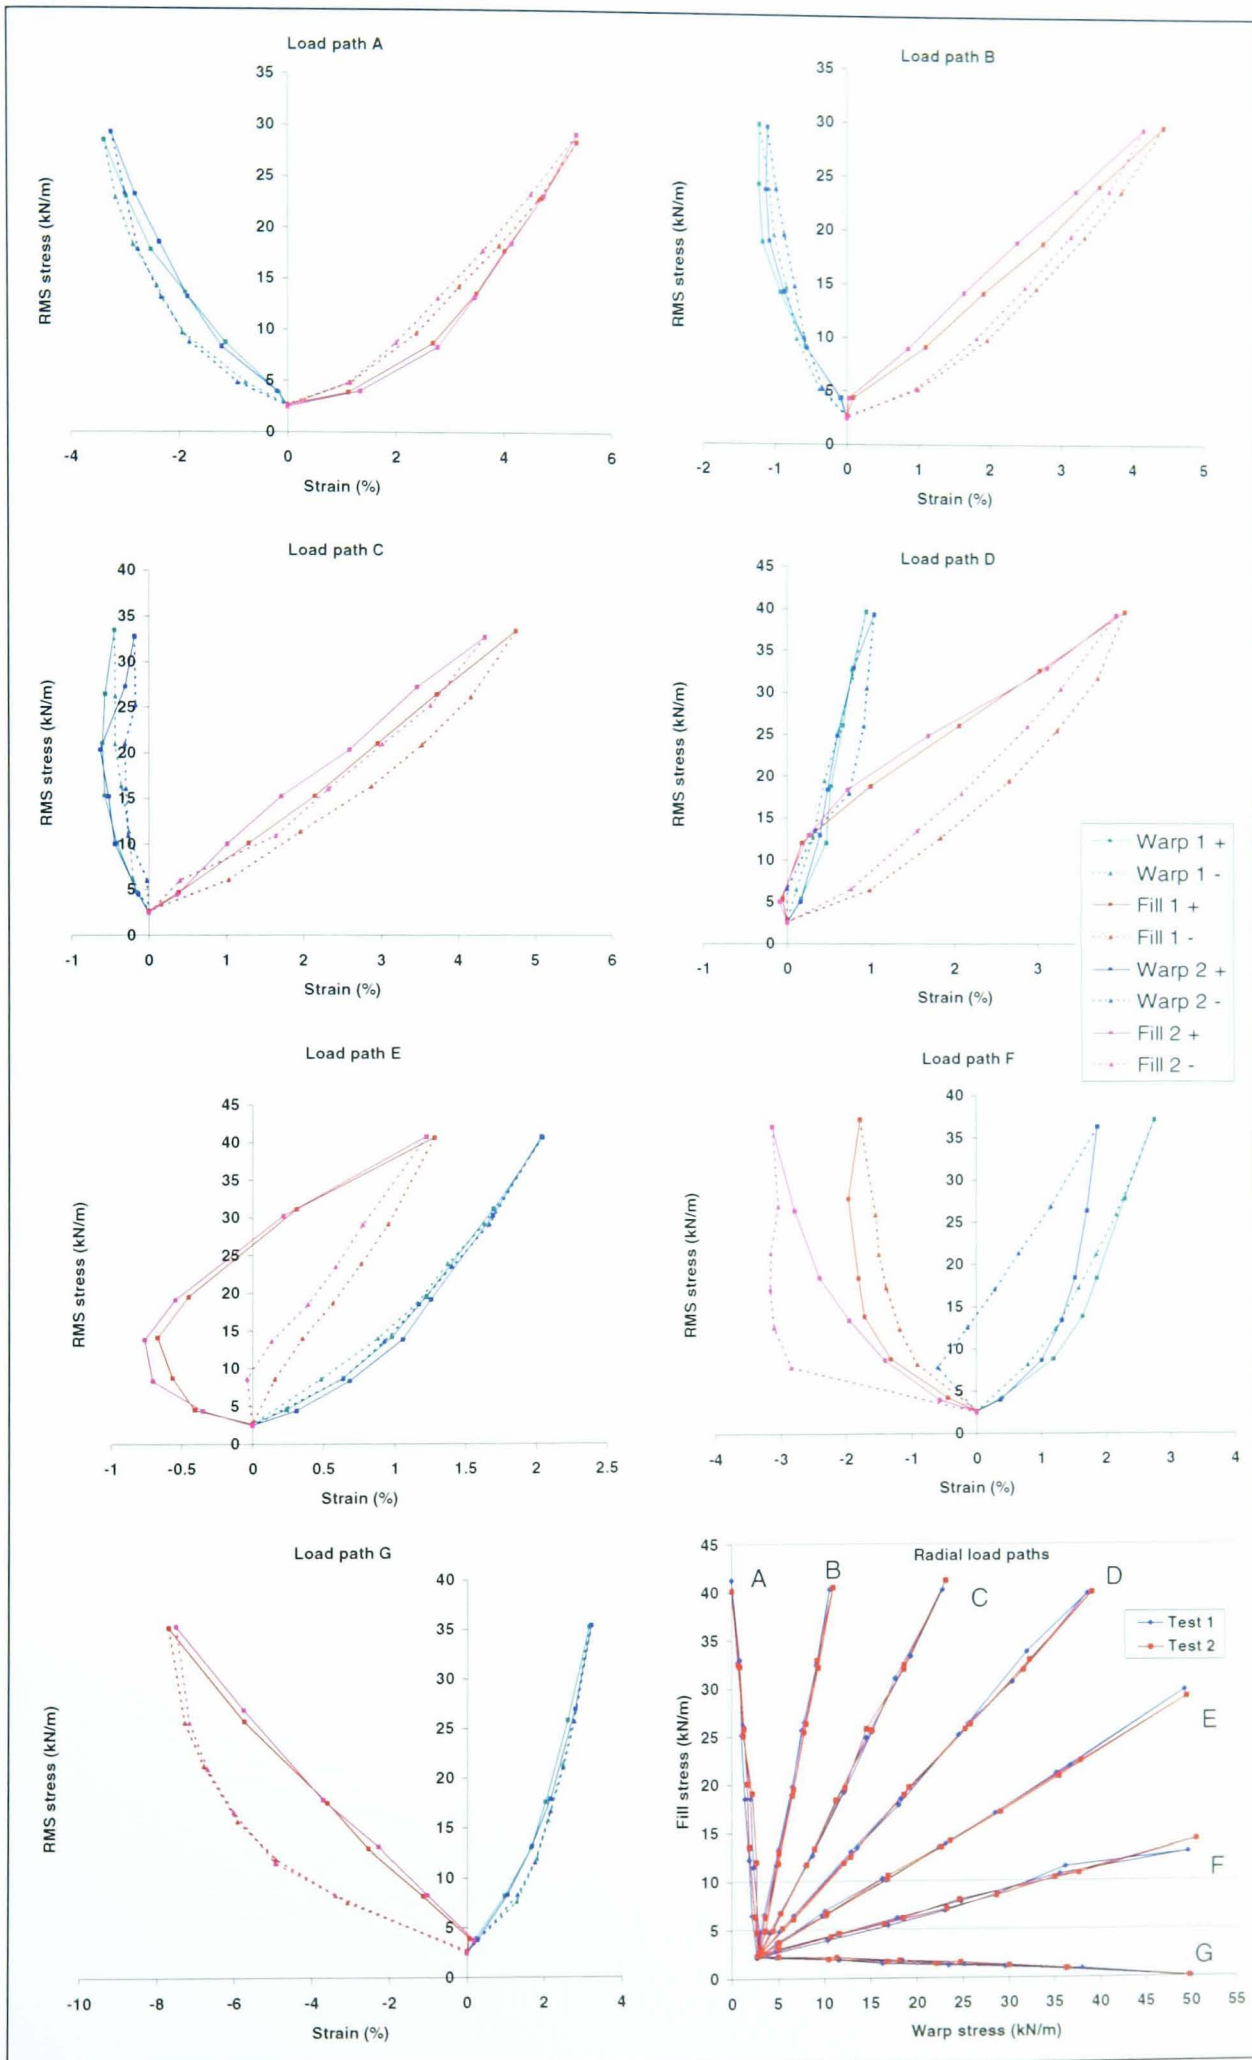 Load path A
RMS stress (kN/m)
35
30
25
20
15
10
5
0
-4 -2 0 2 4 6
Strain (%)
Load path B
RMS stress (kN/m)
35
30
25
20
15
10
5
0
-2 -1 0 1 2 3 4 5
Strain (%)
Load path C
RMS stress (kN/m)
40
35
30
25
20
15
10
5
0
-1 0 1 2 3 4 5 6
Strain (%)
Load path D
RMS stress (kN/m)
45
40
35
30
25
20
15
10
5
0
-1 0 1 2 3
Strain (%)
Warp 1 +
Warp 1 -
Fill 1 +
Fill 1 -
Warp 2 +
Warp 2 -
Fill 2 +
Fill 2 -
Load path E
RMS stress (kN/m)
45
40
35
30
25
20
15
10
5
0
-1 -0.5 0 0.5 1 1.5 2 2.5
Strain (%)
Load path F
RMS stress (kN/m)
40
35
30
25
20
15
10
5
0
-4 -3 -2 -1 0 1 2 3 4
Strain (%)
Load path G
RMS stress (kN/m)
40
35
30
25
20
15
10
5
0
-10 -8 -6 -4 -2 0 2 4
Strain (%)
Radial load paths
Fill stress (kN/m)
45
40
35
30
25
20
15
10
5
0
A
B
C
D
E
F
G
Test 1
Test 2
0 5 10 15 20 25 30 35 40 45 50 55
Warp stress (kN/m)